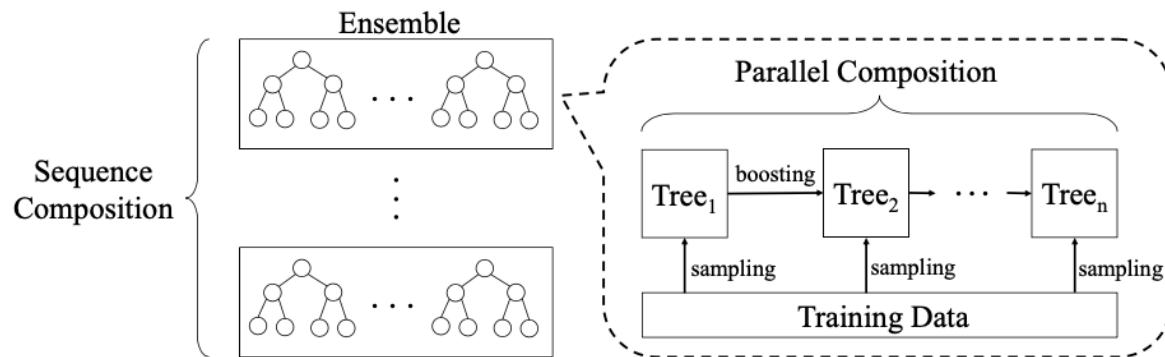 Ensemble
Sequence
Composition
. . .
Parallel Composition
Tree1
boosting
Tree2
. . .
Treen
sampling
sampling
sampling
Training Data
. . .